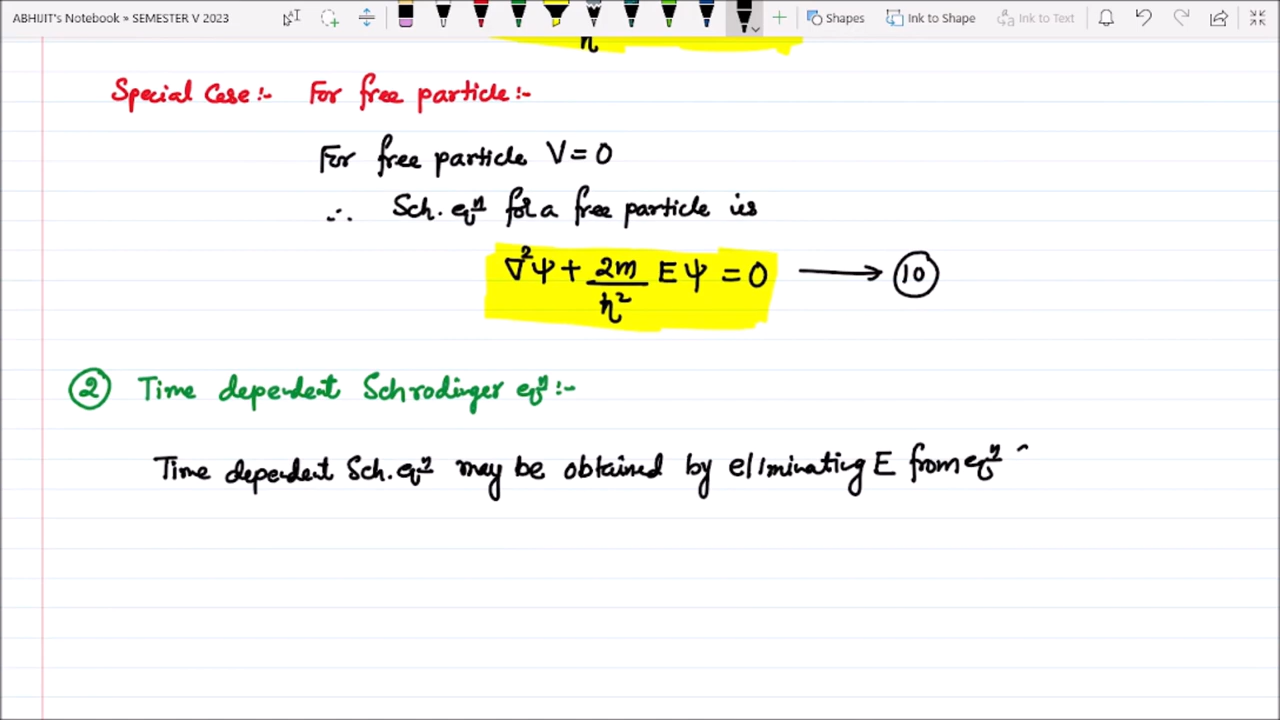 ABHIJIT's Notebook » SEMESTER V 2023
Shapes
Ink to Shape
Ink to Text
ħ
Special Case:- For free particle:-
For free particle V = 0
∴ Sch. eqⁿ for a free particle is
∇²ψ + 2m/ħ² E ψ = 0 ⟶ (10)
(2) Time dependent Schrodinger eqⁿ:-
Time dependent Sch. eqⁿ may be obtained by eliminating E from eqⁿ